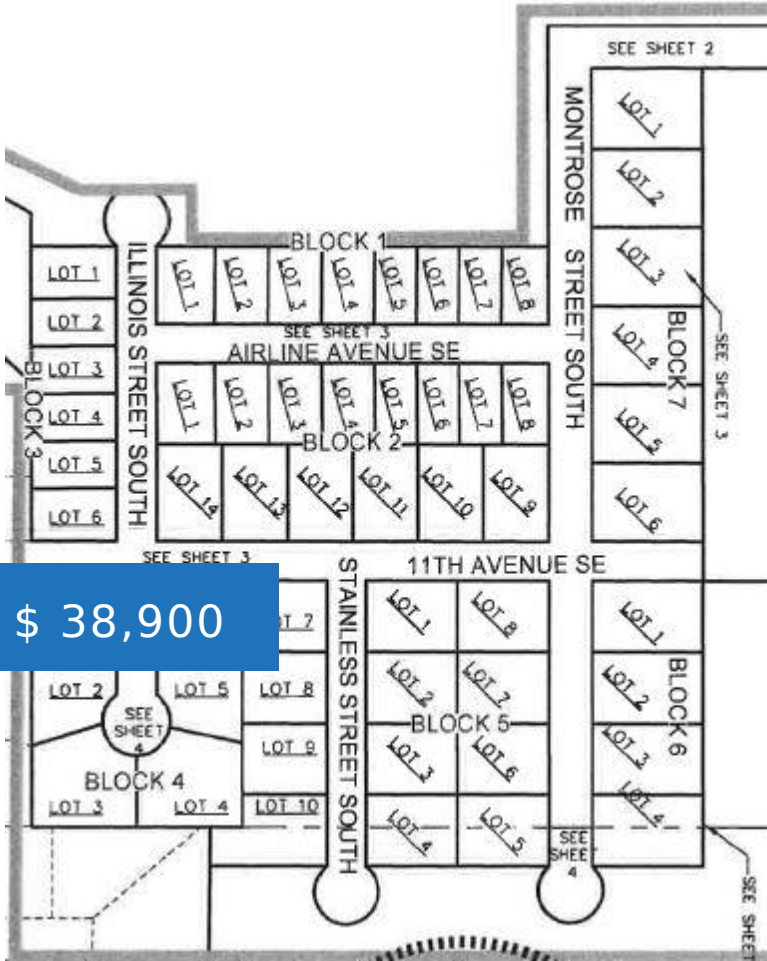 SEE SHEET 2
MONTROSE STREET SOUTH
LOT 1
LOT 2
LOT 3
LOT 4
LOT 5
LOT 6
BLOCK 7
SEE SHEET 3
BLOCK 1
LOT 1
LOT 2
LOT 3
LOT 4
LOT 5
LOT 6
LOT 7
LOT 8
ILLINOIS STREET SOUTH
LOT 1
LOT 2
LOT 3
LOT 4
LOT 5
LOT 6
BLOCK 3
SEE SHEET 3
AIRLINE AVENUE SE
LOT 1
LOT 2
LOT 3
LOT 4
LOT 5
LOT 6
LOT 7
LOT 8
BLOCK 2
LOT 14
LOT 13
LOT 12
LOT 11
LOT 10
LOT 9
SEE SHEET 3
11TH AVENUE SE
$ 38,900
LOT 2
LOT 5
SEE
SHEET
4
BLOCK 4
LOT 3
LOT 4
LOT 8
LOT 9
LOT 10
STAINLESS STREET SOUTH
LOT 1
LOT 8
LOT 2
LOT 7
BLOCK 5
LOT 3
LOT 6
LOT 4
LOT 5
SEE
SHEET
4
LOT 1
LOT 2
LOT 3
LOT 4
BLOCK 6
SEE SHEET